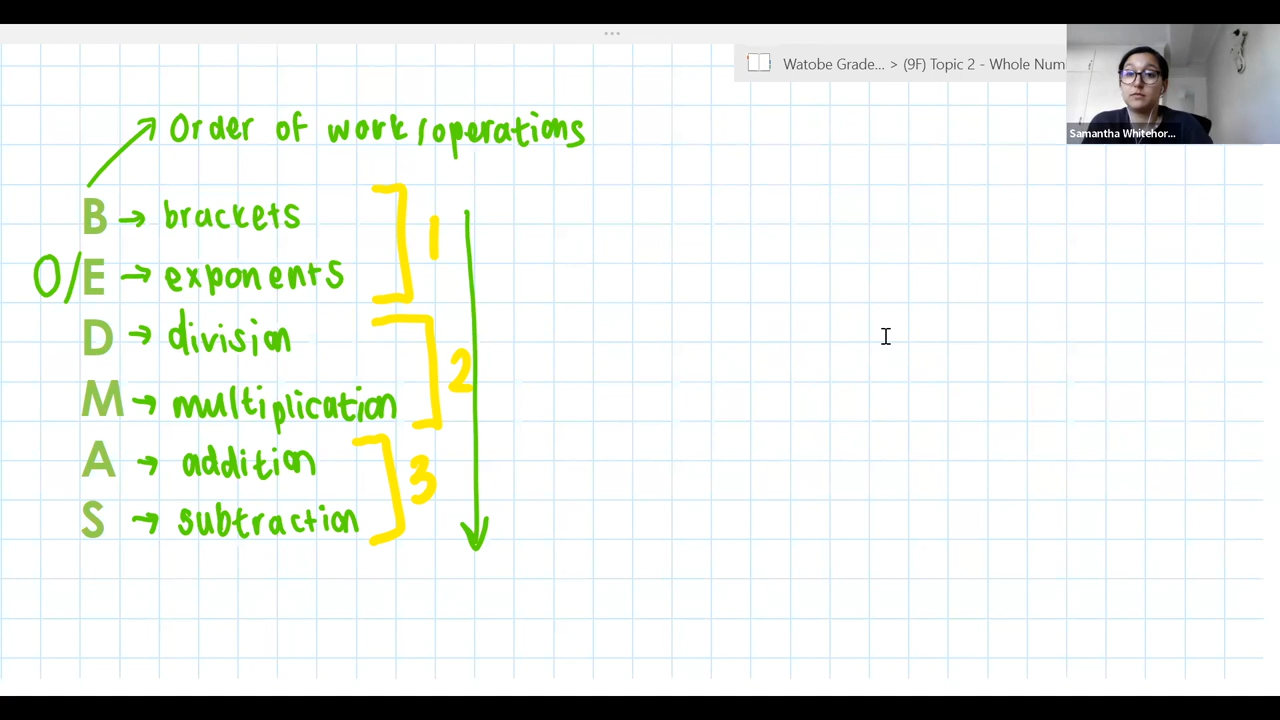 ...
Watobe Grade... > (9F) Topic 2 - Whole Num
Samantha Whitehor...
Order of work/operations
B → brackets
O/E → exponents
1
D → division
M → multiplication
2
A → addition
S → subtraction
3